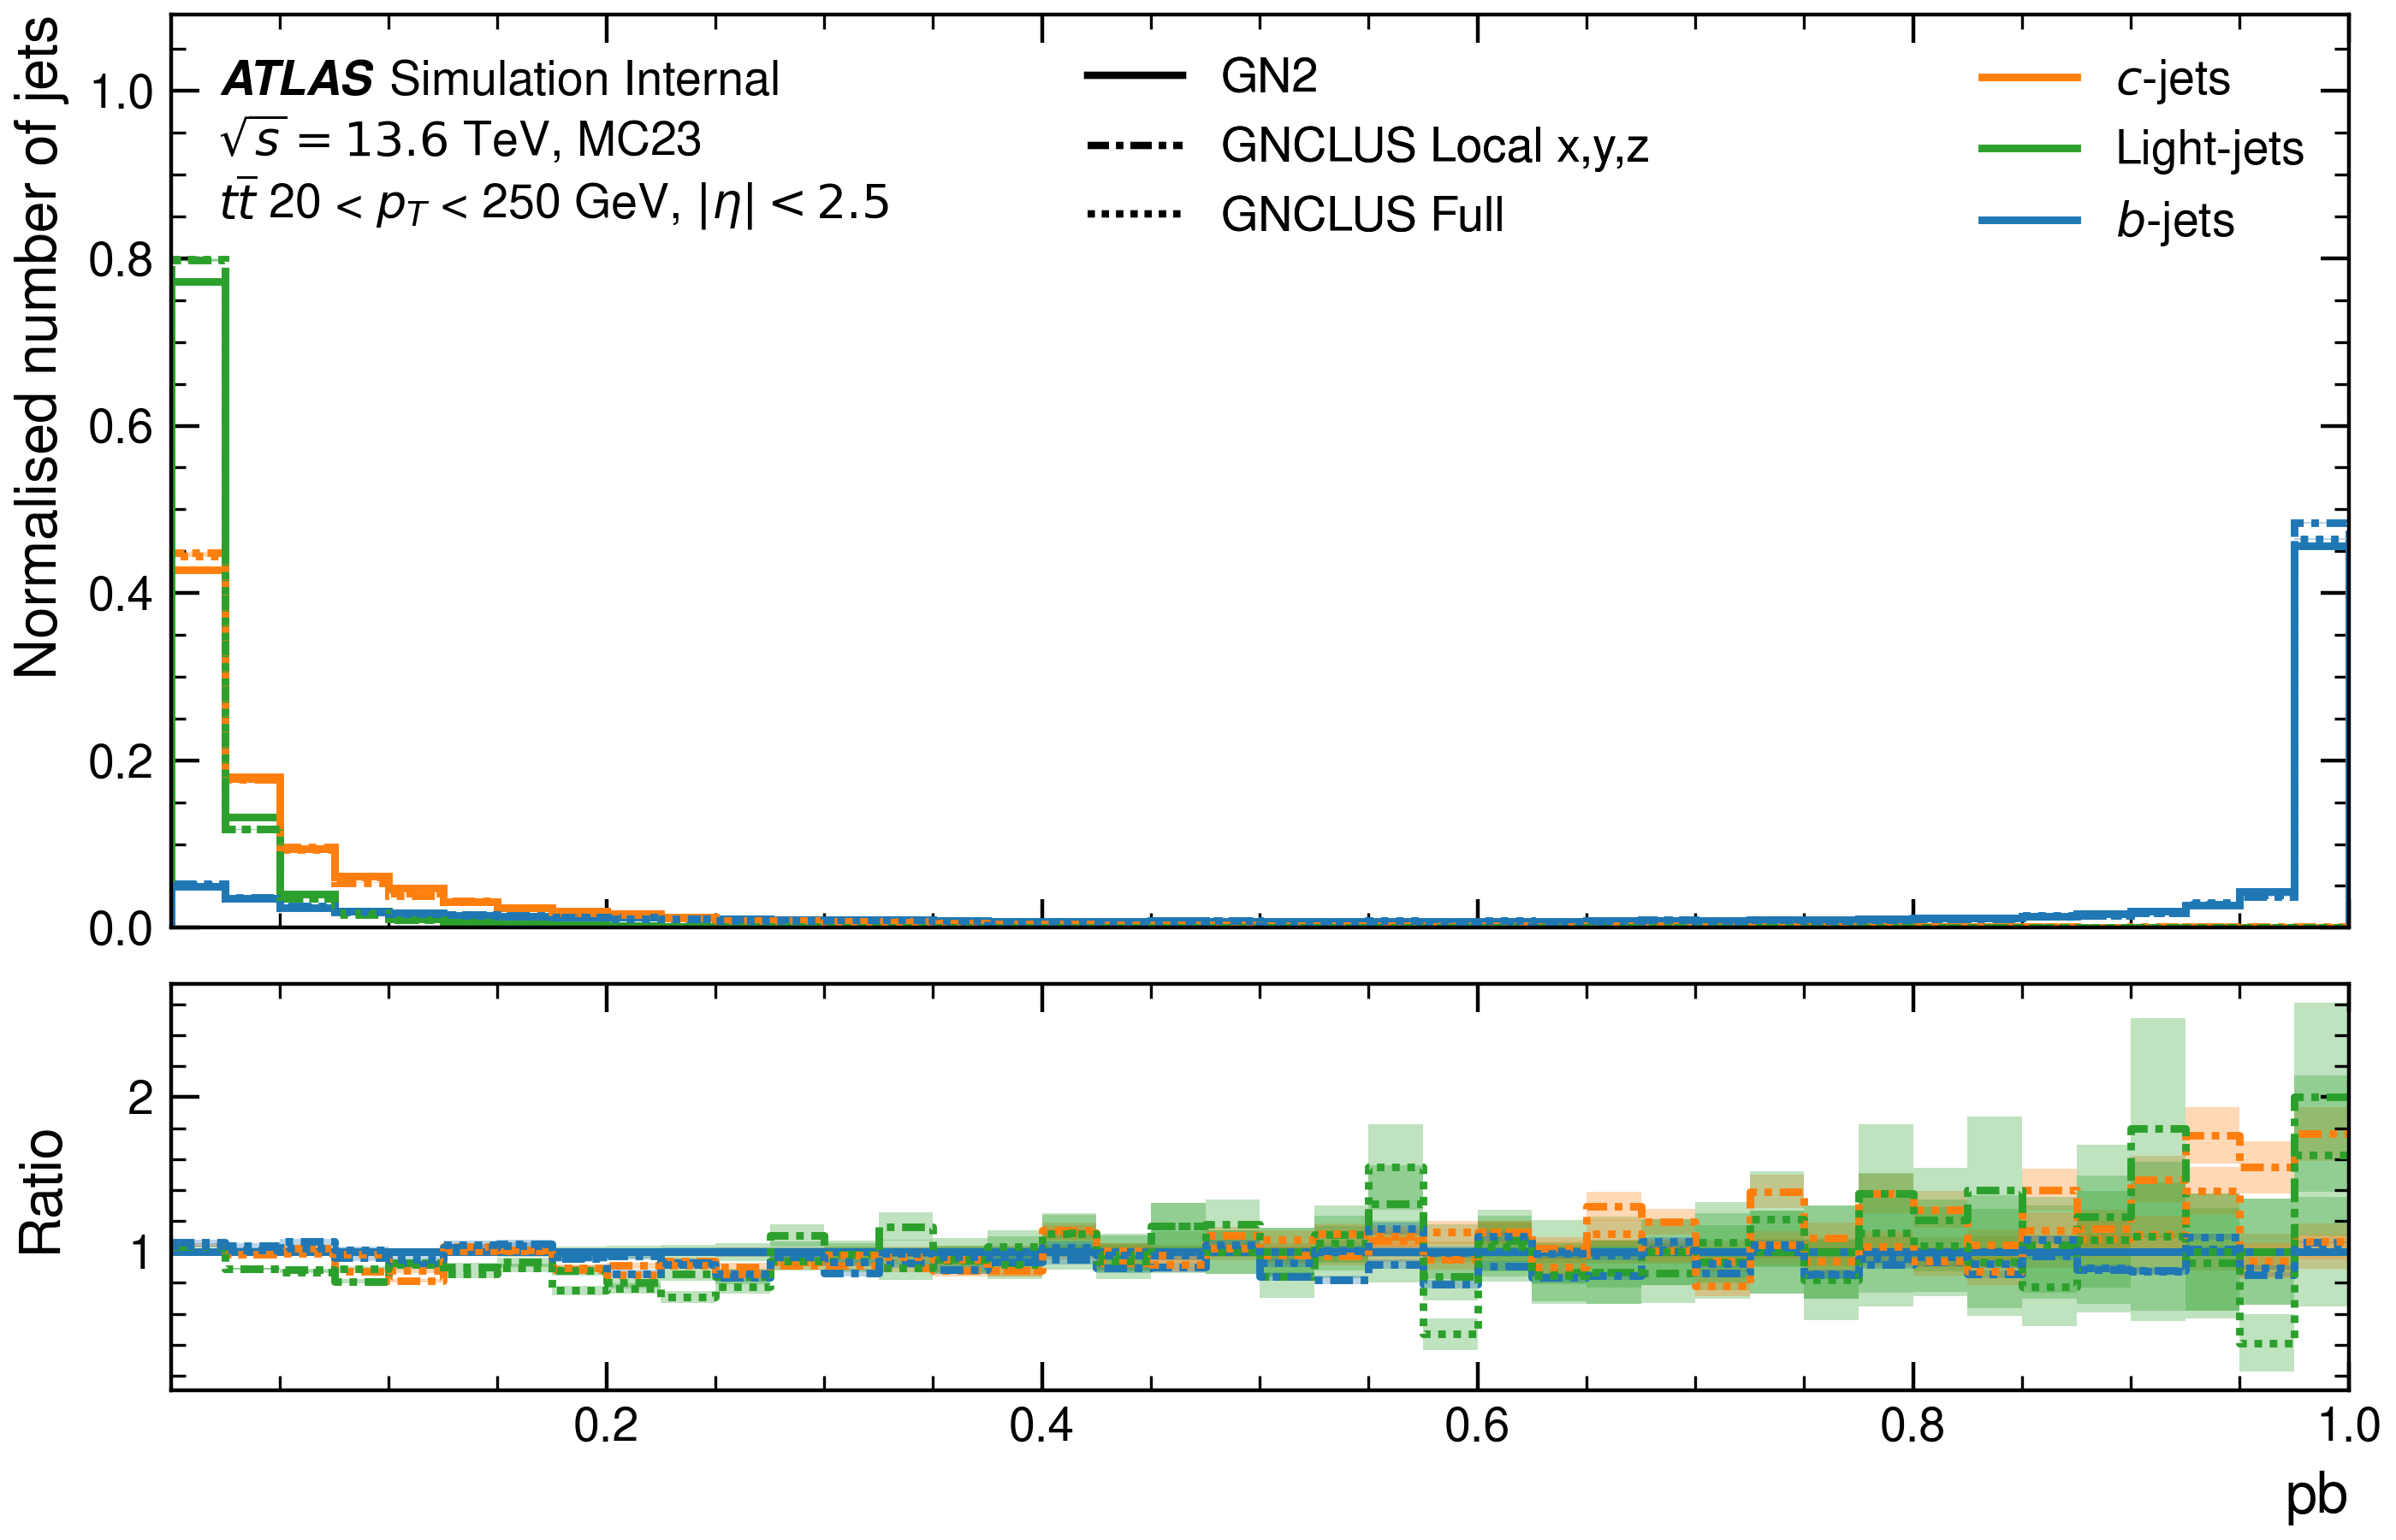 Normalised number of jets
1.0
0.8
0.6
0.4
0.2
0.0
ATLAS Simulation Internal
√s = 13.6 TeV, MC23
tt̄ 20 < p_T < 250 GeV, |η| < 2.5
GN2
GNCLUS Local x,y,z
GNCLUS Full
c-jets
Light-jets
b-jets
Ratio
2
1
0.2 0.4 0.6 0.8 1.0
pb